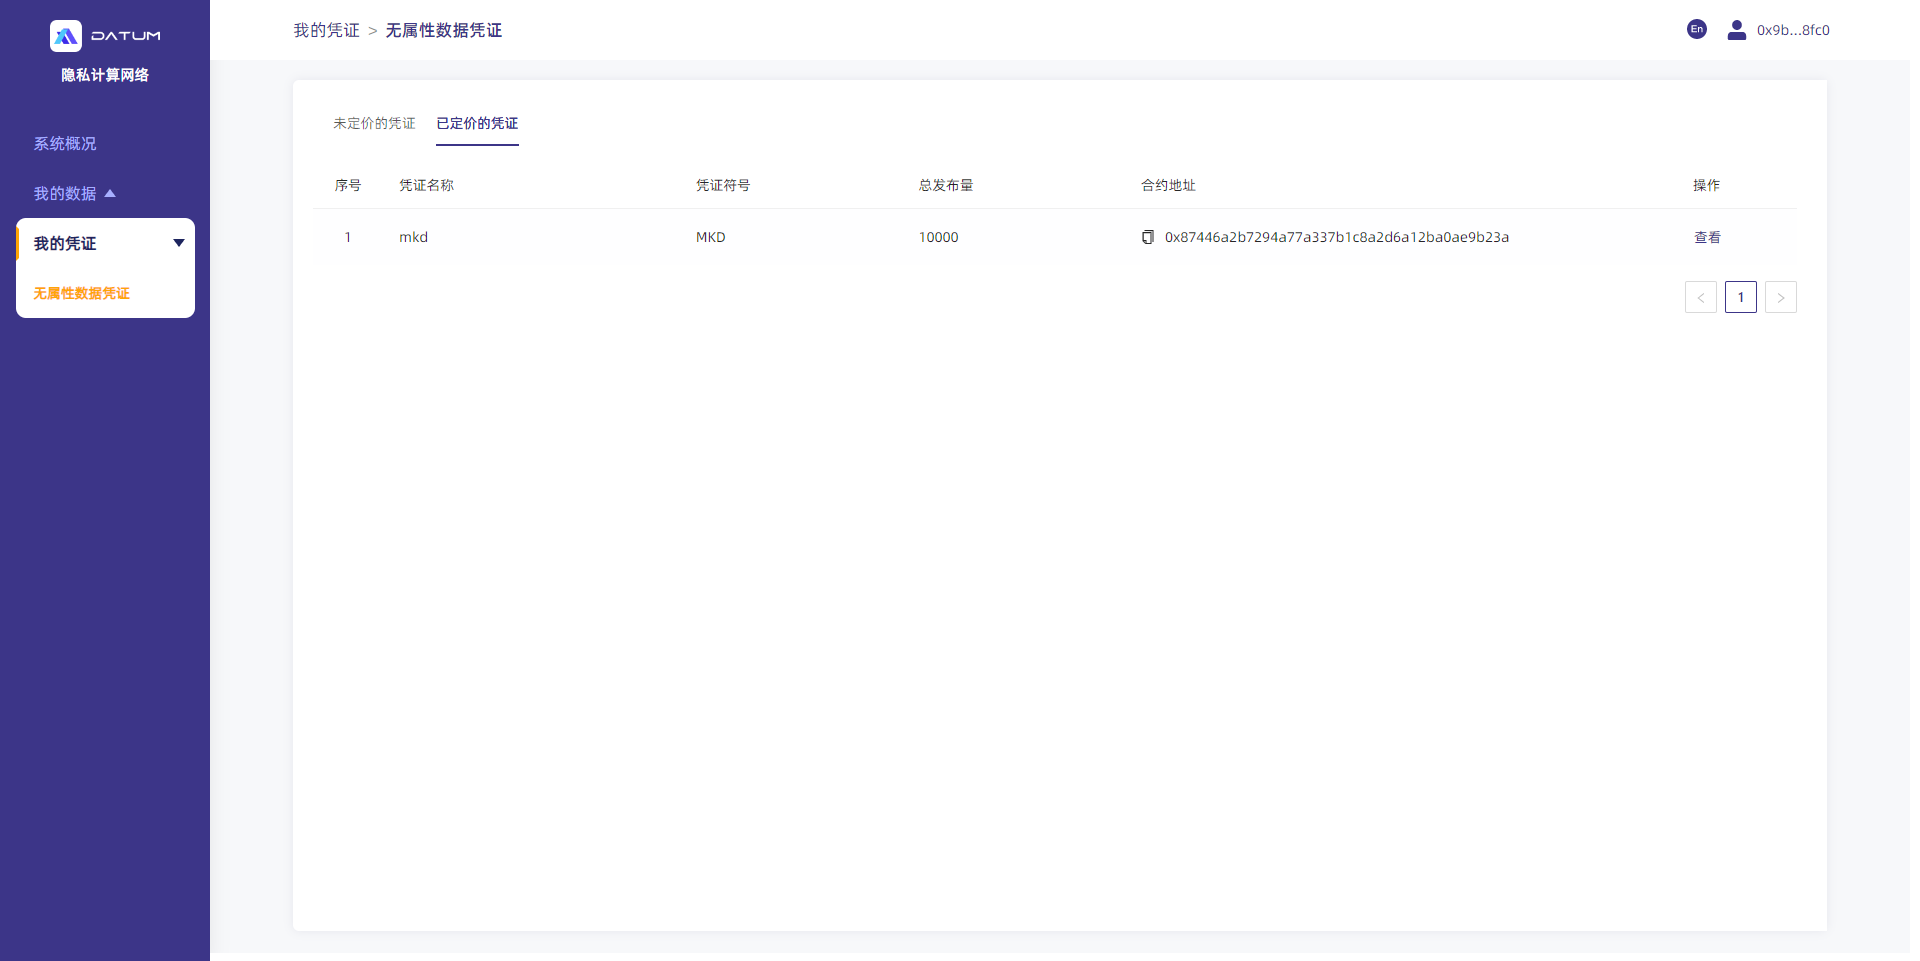 DATUM
隐私计算网络
系统概况
我的数据
我的凭证
无属性数据凭证
我的凭证 > 无属性数据凭证
En
0x9b...8fc0
未定价的凭证 已定价的凭证
序号 凭证名称 凭证符号 总发布量 合约地址 操作
1 mkd MKD 10000 0x87446a2b7294a77a337b1c8a2d6a12ba0ae9b23a 查看
< 1 >